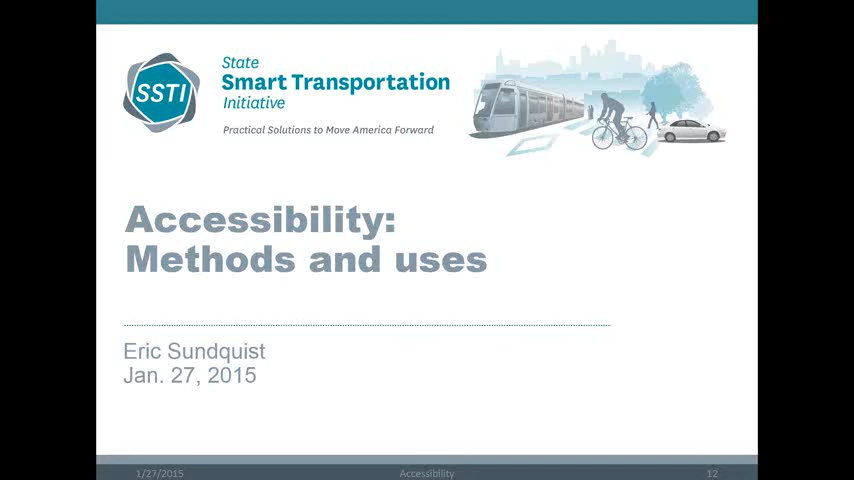 SSTI
State
Smart Transportation
Initiative
Practical Solutions to Move America Forward
Accessibility:
Methods and uses
Eric Sundquist
Jan. 27, 2015
1/27/2015
Accessibility
12